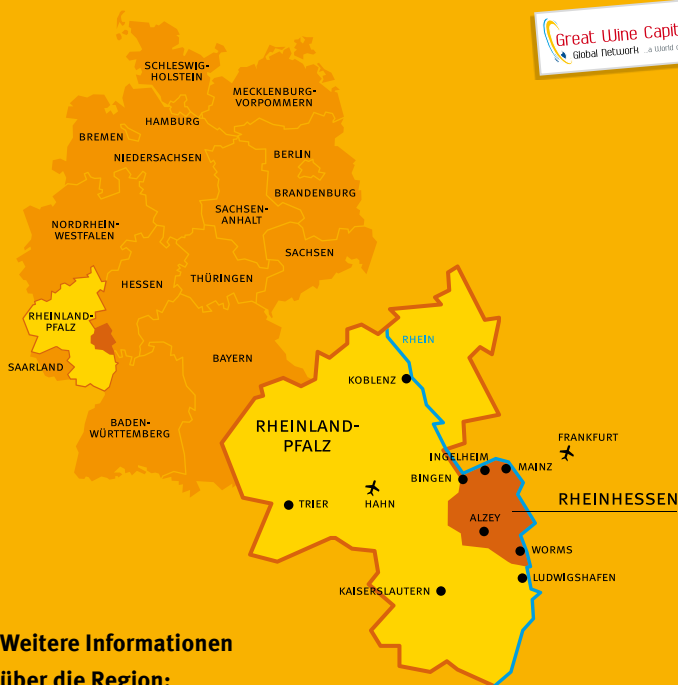 Great Wine Capit
Global Network
SCHLESWIG-
HOLSTEIN
MECKLENBURG-
VORPOMMERN
HAMBURG
BREMEN
NIEDERSACHSEN
BERLIN
BRANDENBURG
SACHSEN-
ANHALT
NORDRHEIN-
WESTFALEN
SACHSEN
HESSEN
THÜRINGEN
RHEINLAND-
PFALZ
SAARLAND
BAYERN
BADEN-
WÜRTTEMBERG
RHEIN
KOBLENZ
RHEINLAND-
PFALZ
FRANKFURT
INGELHEIM
MAINZ
BINGEN
HAHN
TRIER
RHEINHESSEN
ALZEY
WORMS
LUDWIGSHAFEN
KAISERSLAUTERN
Weitere Informationen
über die Region: